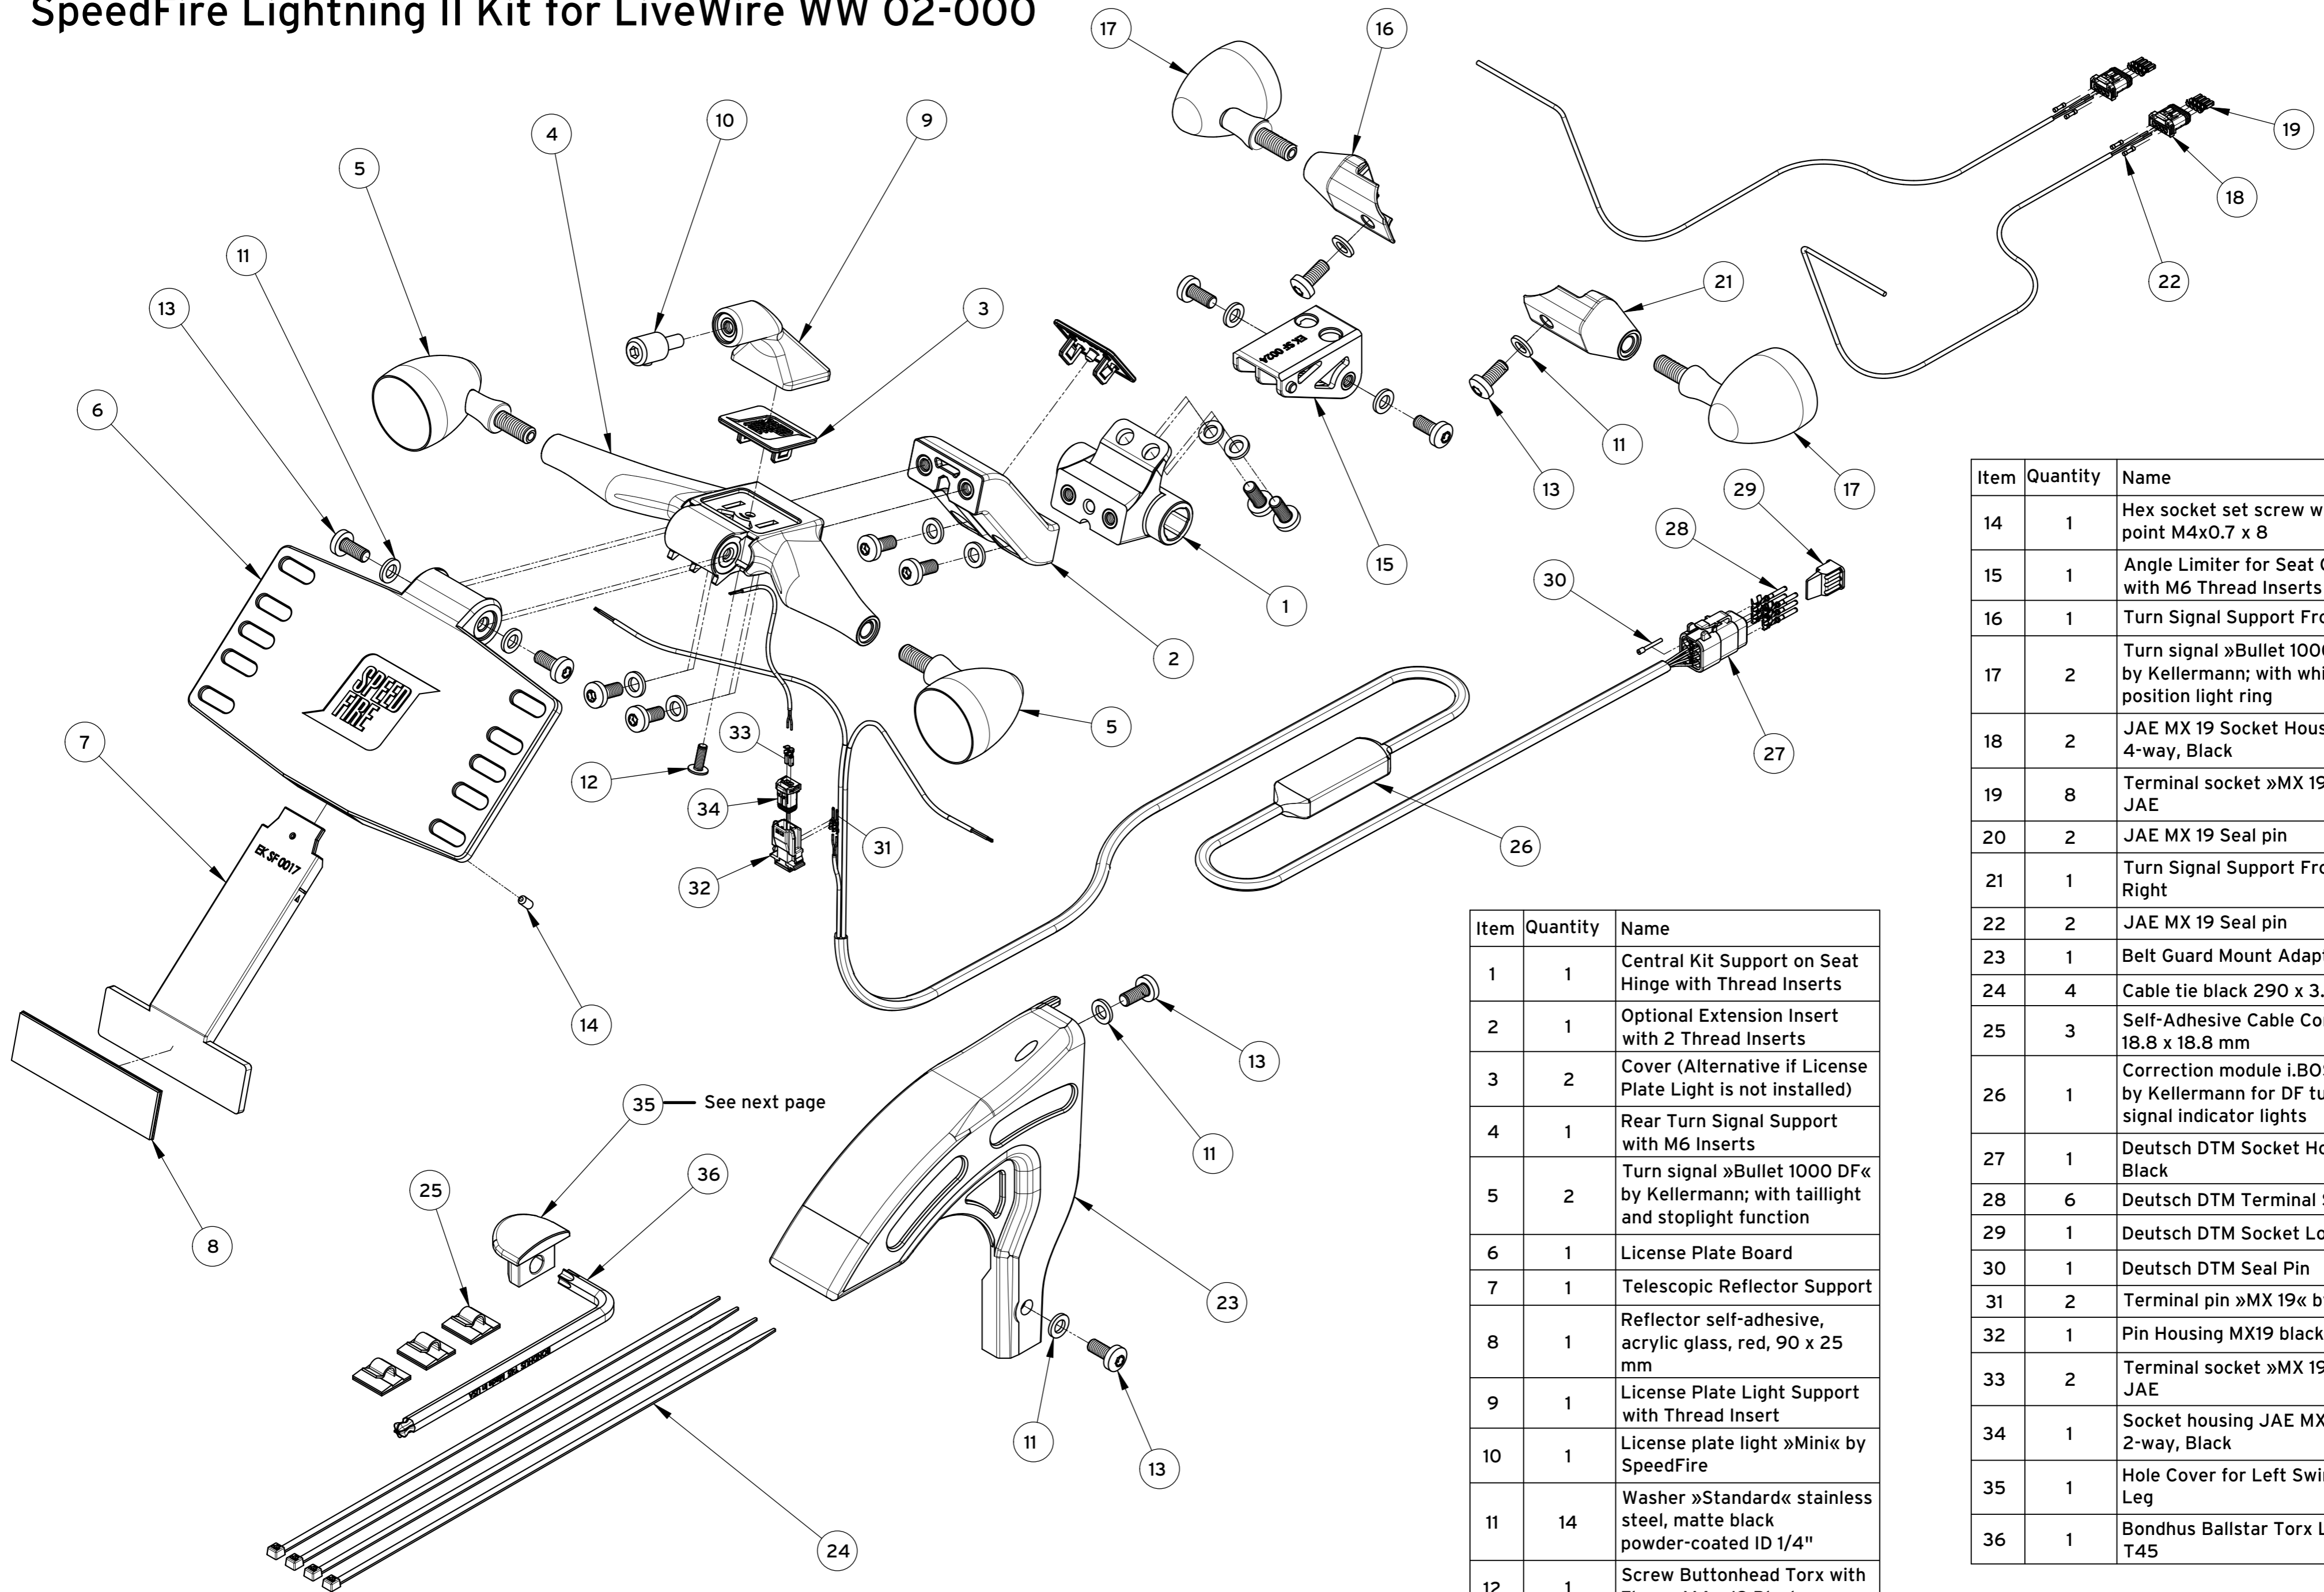 SpeedFire Lightning II Kit for LiveWire WW 02-000
17
16
10
9
4
5
19
18
11
13
22
3
21
6
11
13
17
29
28
15
1
30
2
7
5
33
12
27
34
31
26
32
14
13
35 See next page
11
36
25
8
23
11
13
24
EK SF 002A
SPEED
FIRE
EK SF 0017
Item Quantity Name
1 1 Central Kit Support on Seat
Hinge with Thread Inserts
2 1 Optional Extension Insert
with 2 Thread Inserts
3 2 Cover (Alternative if License
Plate Light is not installed)
4 1 Rear Turn Signal Support
with M6 Inserts
5 2 Turn signal »Bullet 1000 DF«
by Kellermann; with taillight
and stoplight function
6 1 License Plate Board
7 1 Telescopic Reflector Support
8 1 Reflector self-adhesive,
acrylic glass, red, 90 x 25
mm
9 1 License Plate Light Support
with Thread Insert
10 1 License plate light »Mini« by
SpeedFire
11 14 Washer »Standard« stainless
steel, matte black
powder-coated ID 1/4"
12 1 Screw Buttonhead Torx with
Item Quantity Name
14 1 Hex socket set screw w
point M4x0.7 x 8
15 1 Angle Limiter for Seat
with M6 Thread Inserts
16 1 Turn Signal Support Fro
17 2 Turn signal »Bullet 100
by Kellermann; with whi
position light ring
18 2 JAE MX 19 Socket Hous
4-way, Black
19 8 Terminal socket »MX 19
JAE
20 2 JAE MX 19 Seal pin
21 1 Turn Signal Support Fro
Right
22 2 JAE MX 19 Seal pin
23 1 Belt Guard Mount Adap
24 4 Cable tie black 290 x 3.
25 3 Self-Adhesive Cable Co
18.8 x 18.8 mm
26 1 Correction module i.BO
by Kellermann for DF tu
signal indicator lights
27 1 Deutsch DTM Socket Ho
Black
28 6 Deutsch DTM Terminal
29 1 Deutsch DTM Socket Lo
30 1 Deutsch DTM Seal Pin
31 2 Terminal pin »MX 19« b
32 1 Pin Housing MX19 black
33 2 Terminal socket »MX 19
JAE
34 1 Socket housing JAE MX
2-way, Black
35 1 Hole Cover for Left Swi
Leg
36 1 Bondhus Ballstar Torx L
T45